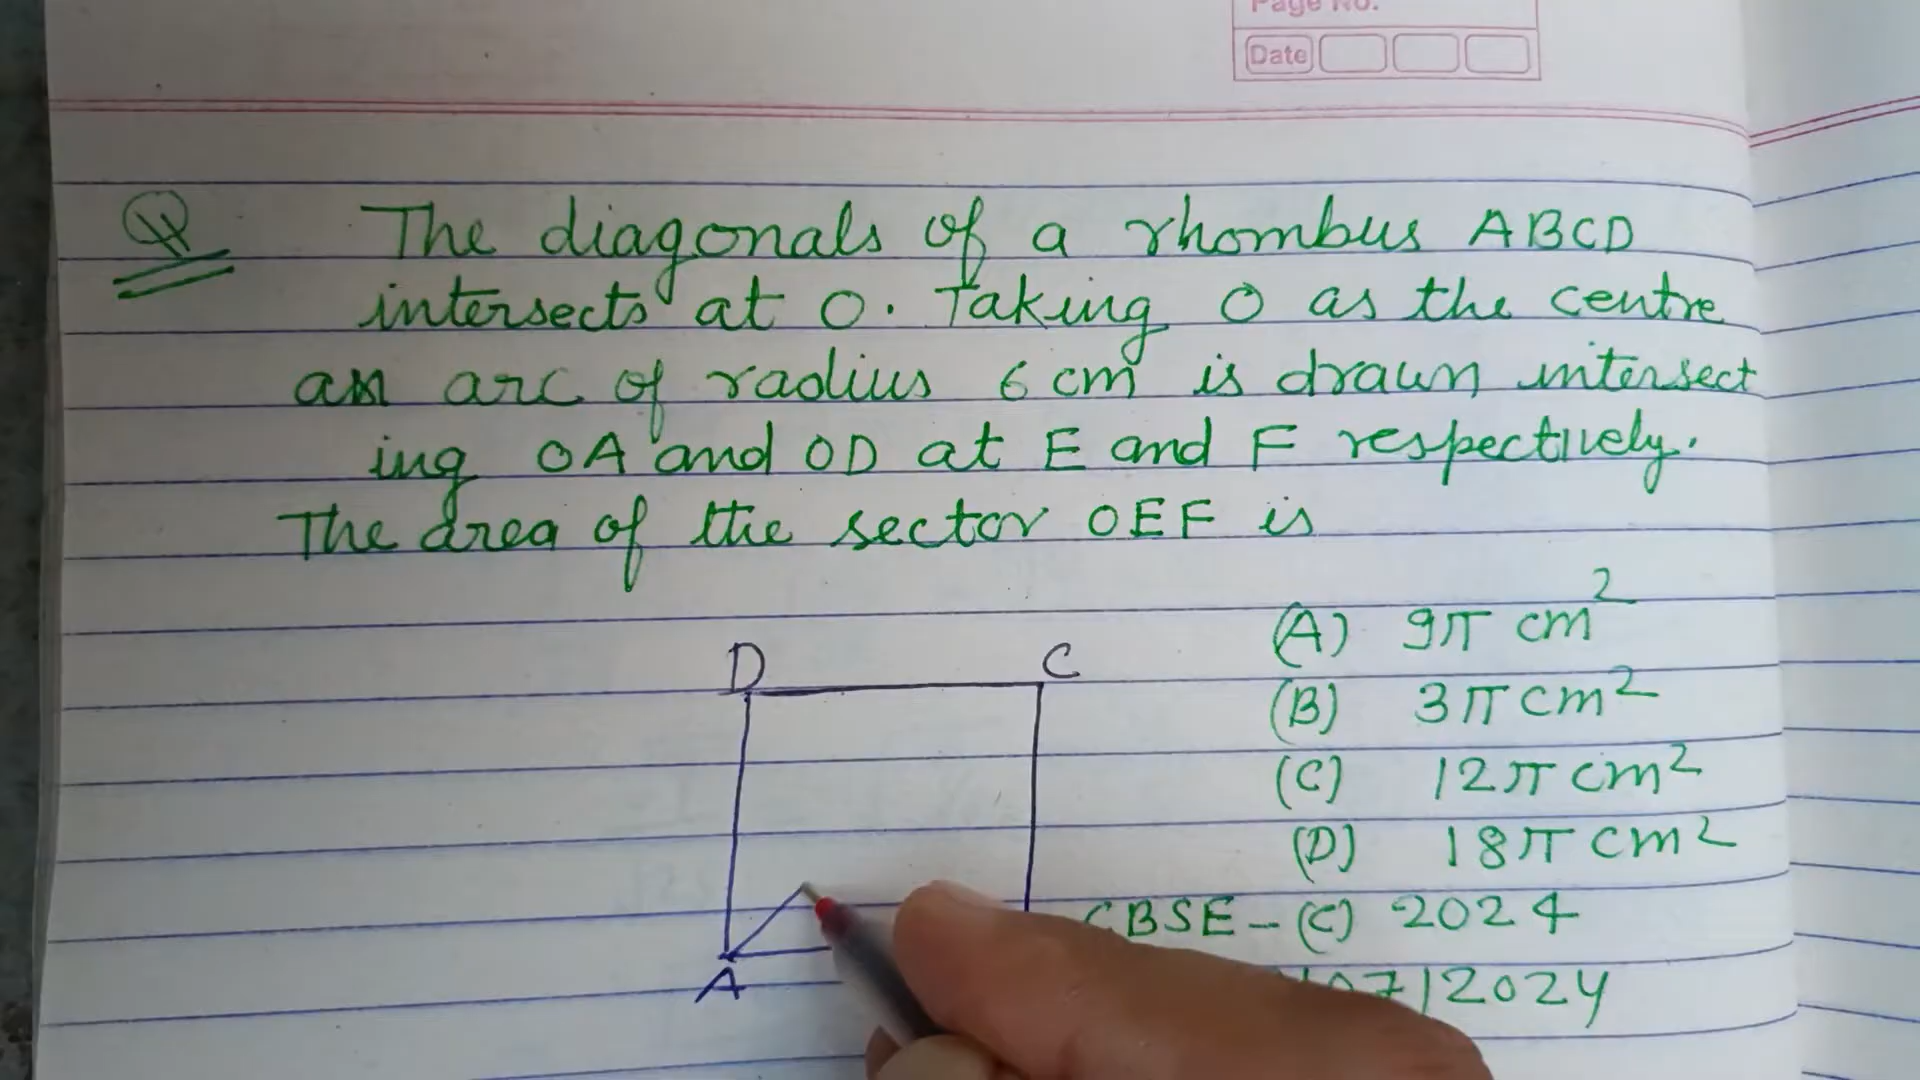 Page No.
Date
Q The diagonals of a rhombus ABCD
intersects at O. Taking O as the centre
an arc of radius 6 cm is drawn intersect
ing OA and OD at E and F respectively.
The area of the sector OEF is
D C
(A) 9π cm²
(B) 3π cm²
(C) 12π cm²
(D) 18π cm²
CBSE-(C) 2024
A
07/2024